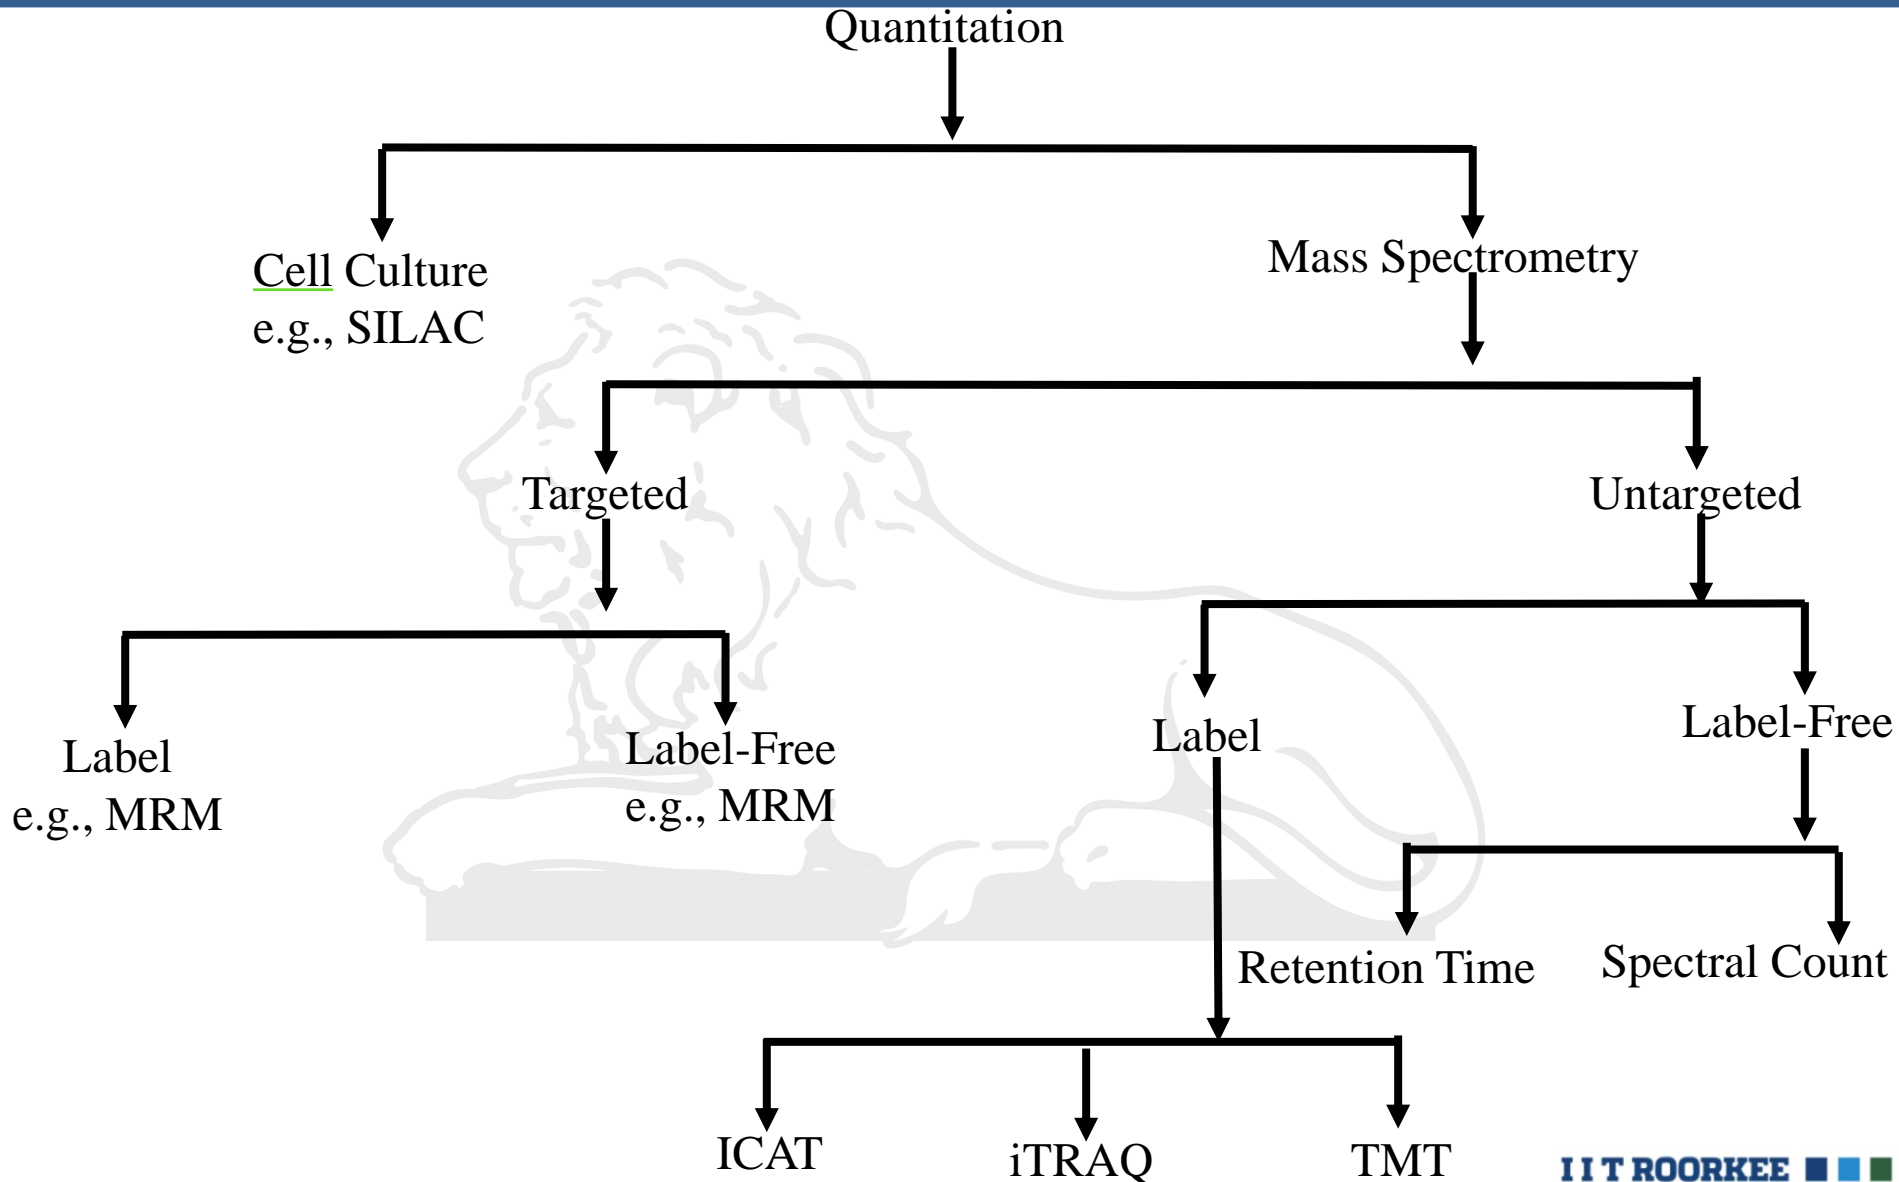 Quantitation
Cell Culture
e.g., SILAC
Mass Spectrometry
Targeted
Untargeted
Label
e.g., MRM
Label-Free
e.g., MRM
Label
Label-Free
Retention Time
Spectral Count
ICAT
iTRAQ
TMT
IIT ROORKEE